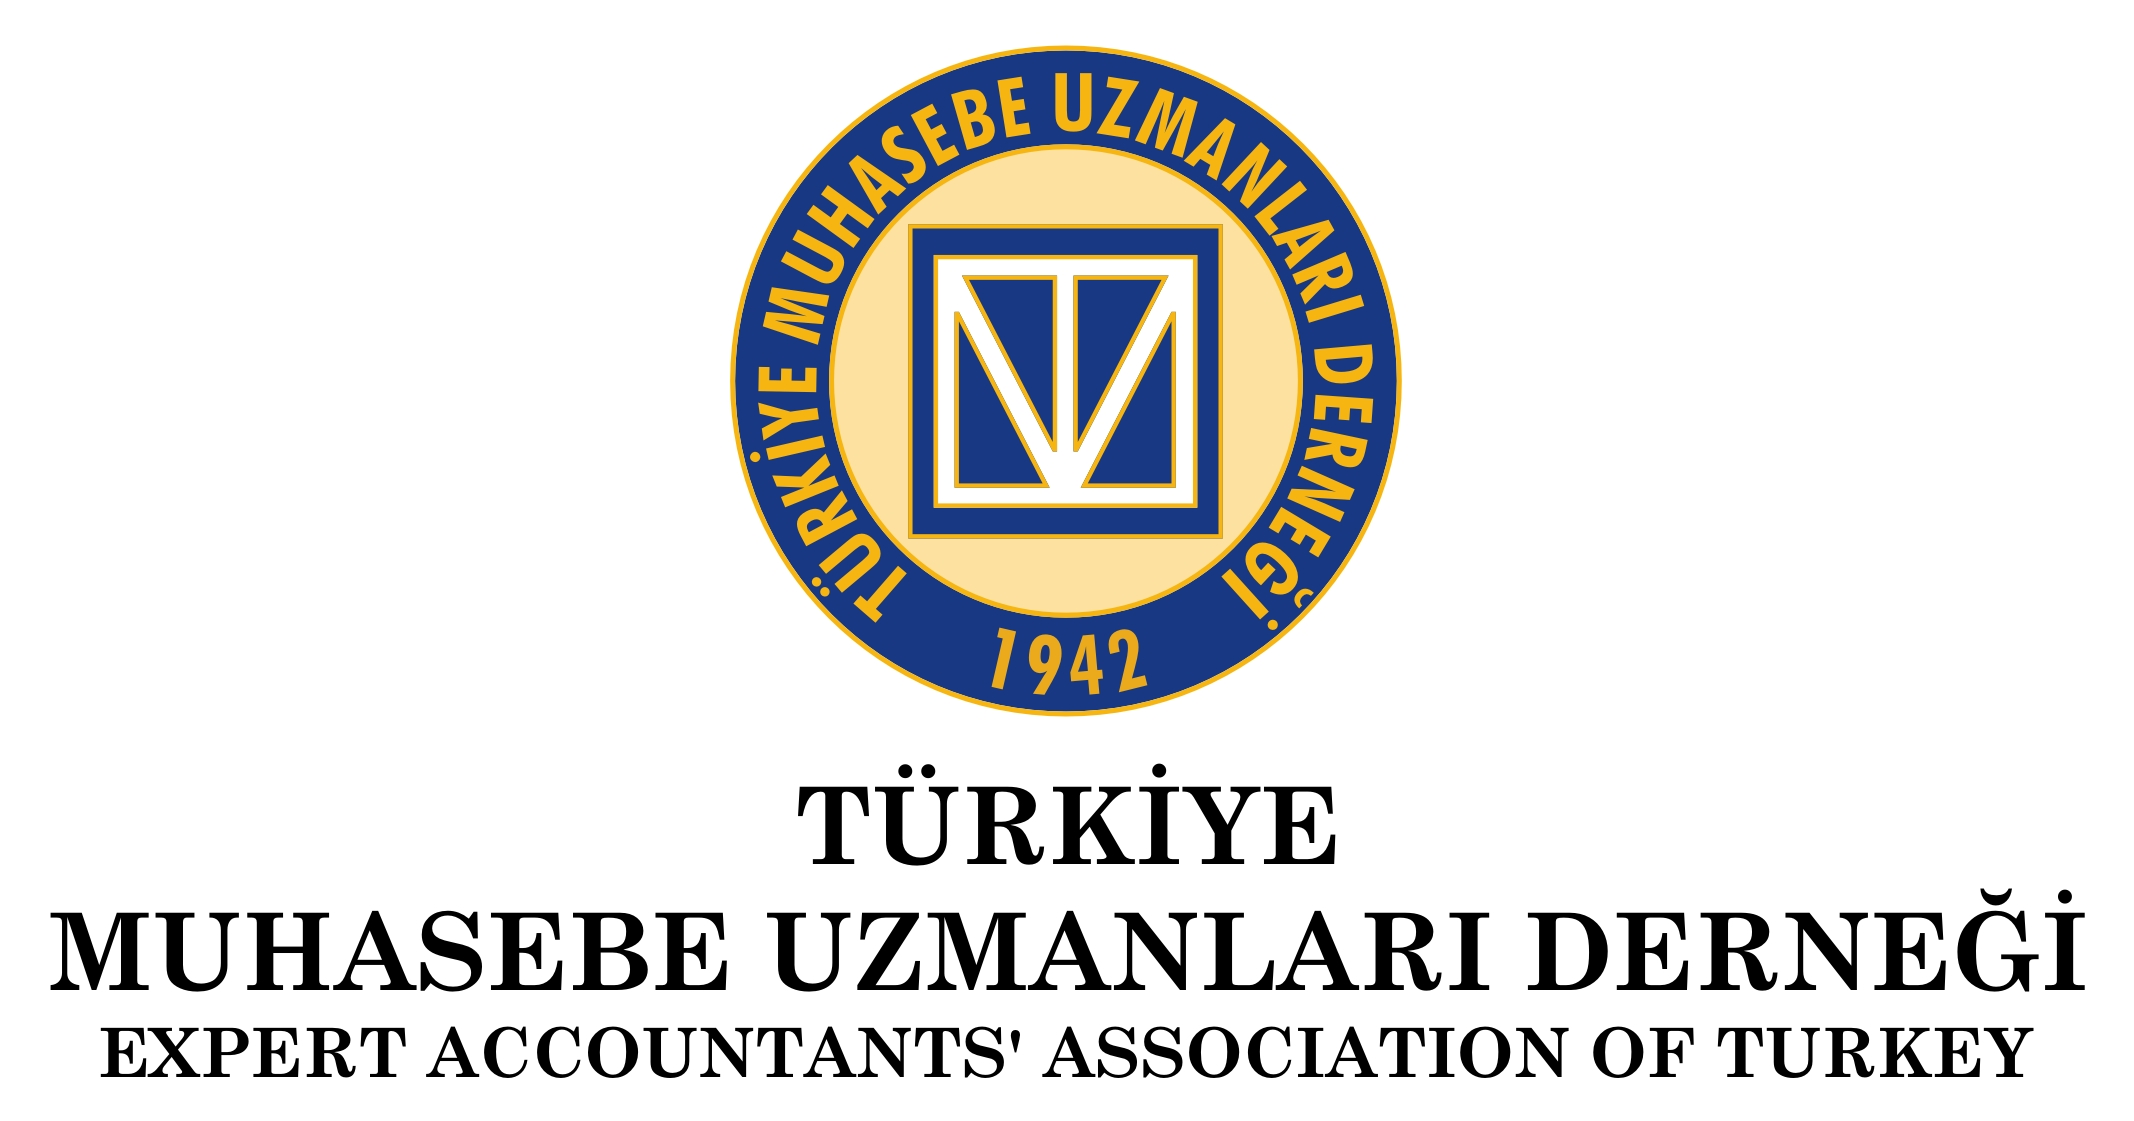 TÜRKİYE MUHASEBE UZMANLARI DERNEĞİ
1942
TÜRKİYE
MUHASEBE UZMANLARI DERNEĞİ
EXPERT ACCOUNTANTS' ASSOCIATION OF TURKEY